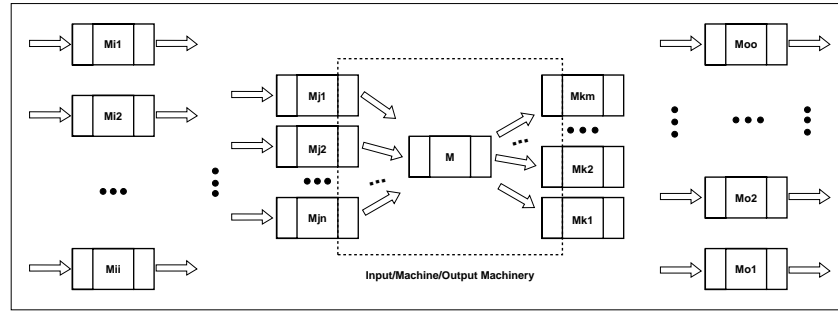 Mi1
Mi2
Mii
Mj1
Mj2
Mjn
M
Mkm
Mk2
Mk1
Moo
Mo2
Mo1
Input/Machine/Output Machinery